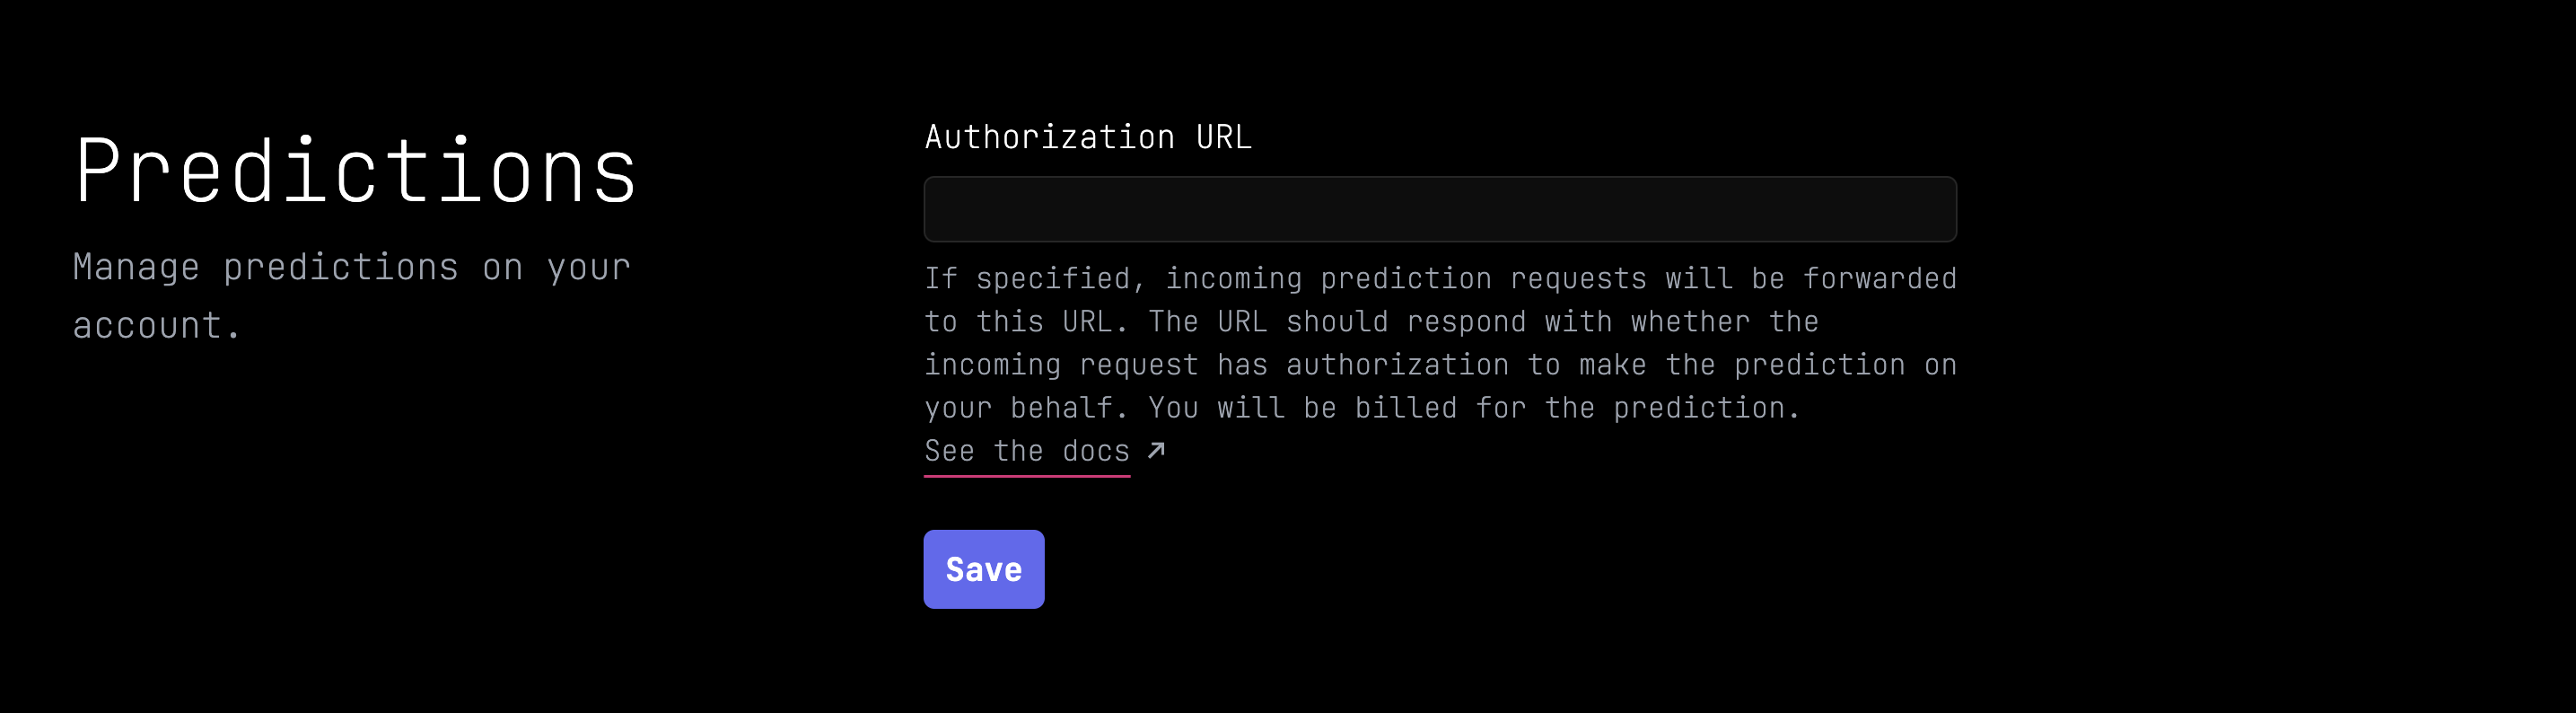 Predictions
Manage predictions on your
account.
Authorization URL
If specified, incoming prediction requests will be forwarded
to this URL. The URL should respond with whether the
incoming request has authorization to make the prediction on
your behalf. You will be billed for the prediction.
See the docs ↗
Save